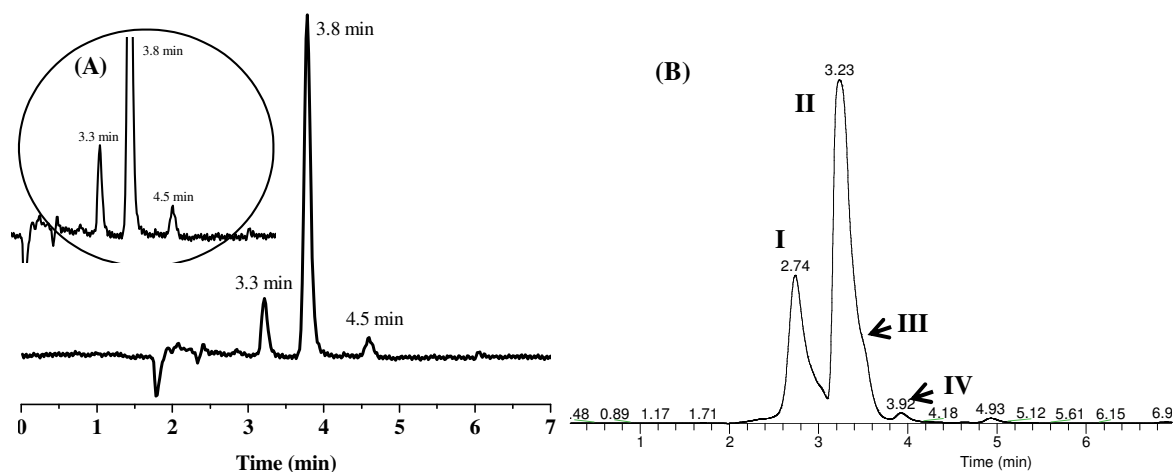 (A)
3.8 min
3.3 min
4.5 min
3.8 min
3.3 min
4.5 min
0 1 2 3 4 5 6 7
Time (min)
(B)
3.23
II
I
2.74
III
IV
3.92
.48 0.89 1.17 1.71 4.18 4.93 5.12 5.61 6.15 6.9
1 2 3 4 5 6
Time (min)